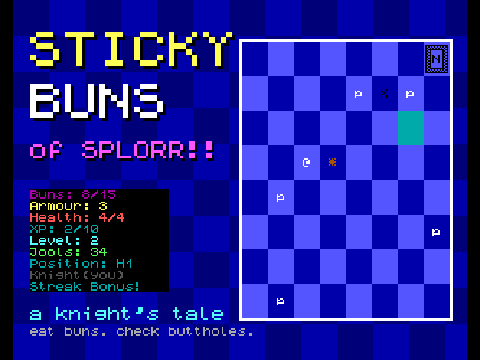 STICKY
BUNS
of SPLORR!!
Buns: 8/15
Armour: 3
Health: 4/4
XP: 2/10
Level: 2
Jools: 34
Position: H1
Knight(you)
Streak Bonus!
a knight's tale
eat buns. check buttholes.
N
p p
@ *
p
p
p